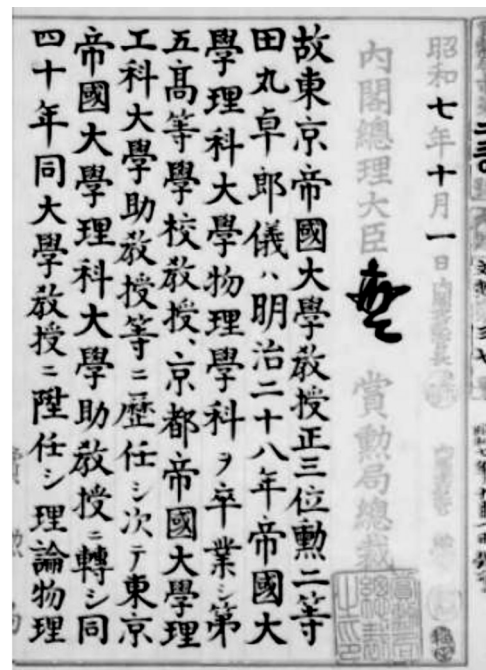 昭和七年十月一日
內閣總理大臣
賞勲局總裁
故東京帝國大學教授正三位勲二等
田丸卓郎儀ハ明治二十八年帝國大
學理科大學物理學科ヲ卒業シ第
五高等學校教授、京都帝國大學理
工科大學助教授等ニ歷任シ次テ東京
帝國大學理科大學助教授ニ轉シ同
四十年同大學教授ニ陞任シ理論物理